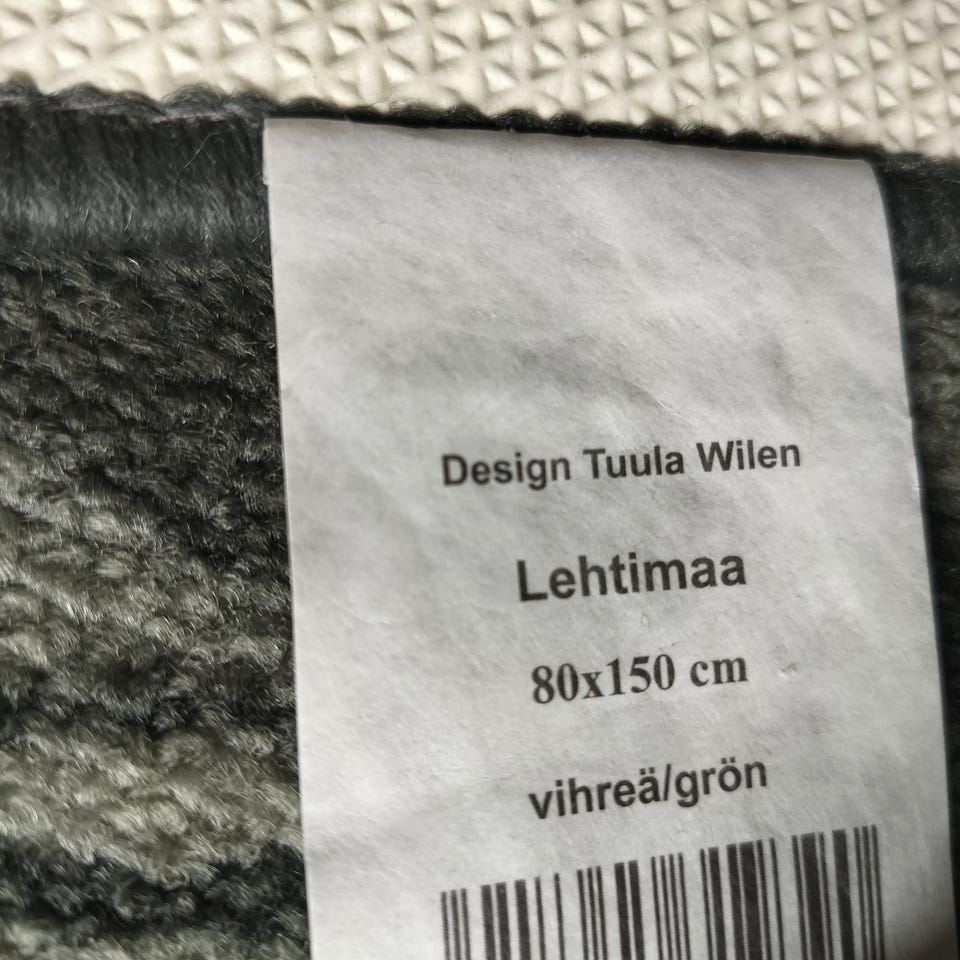 Design Tuula Wilen
Lehtimaa
80x150 cm
vihreä/grön